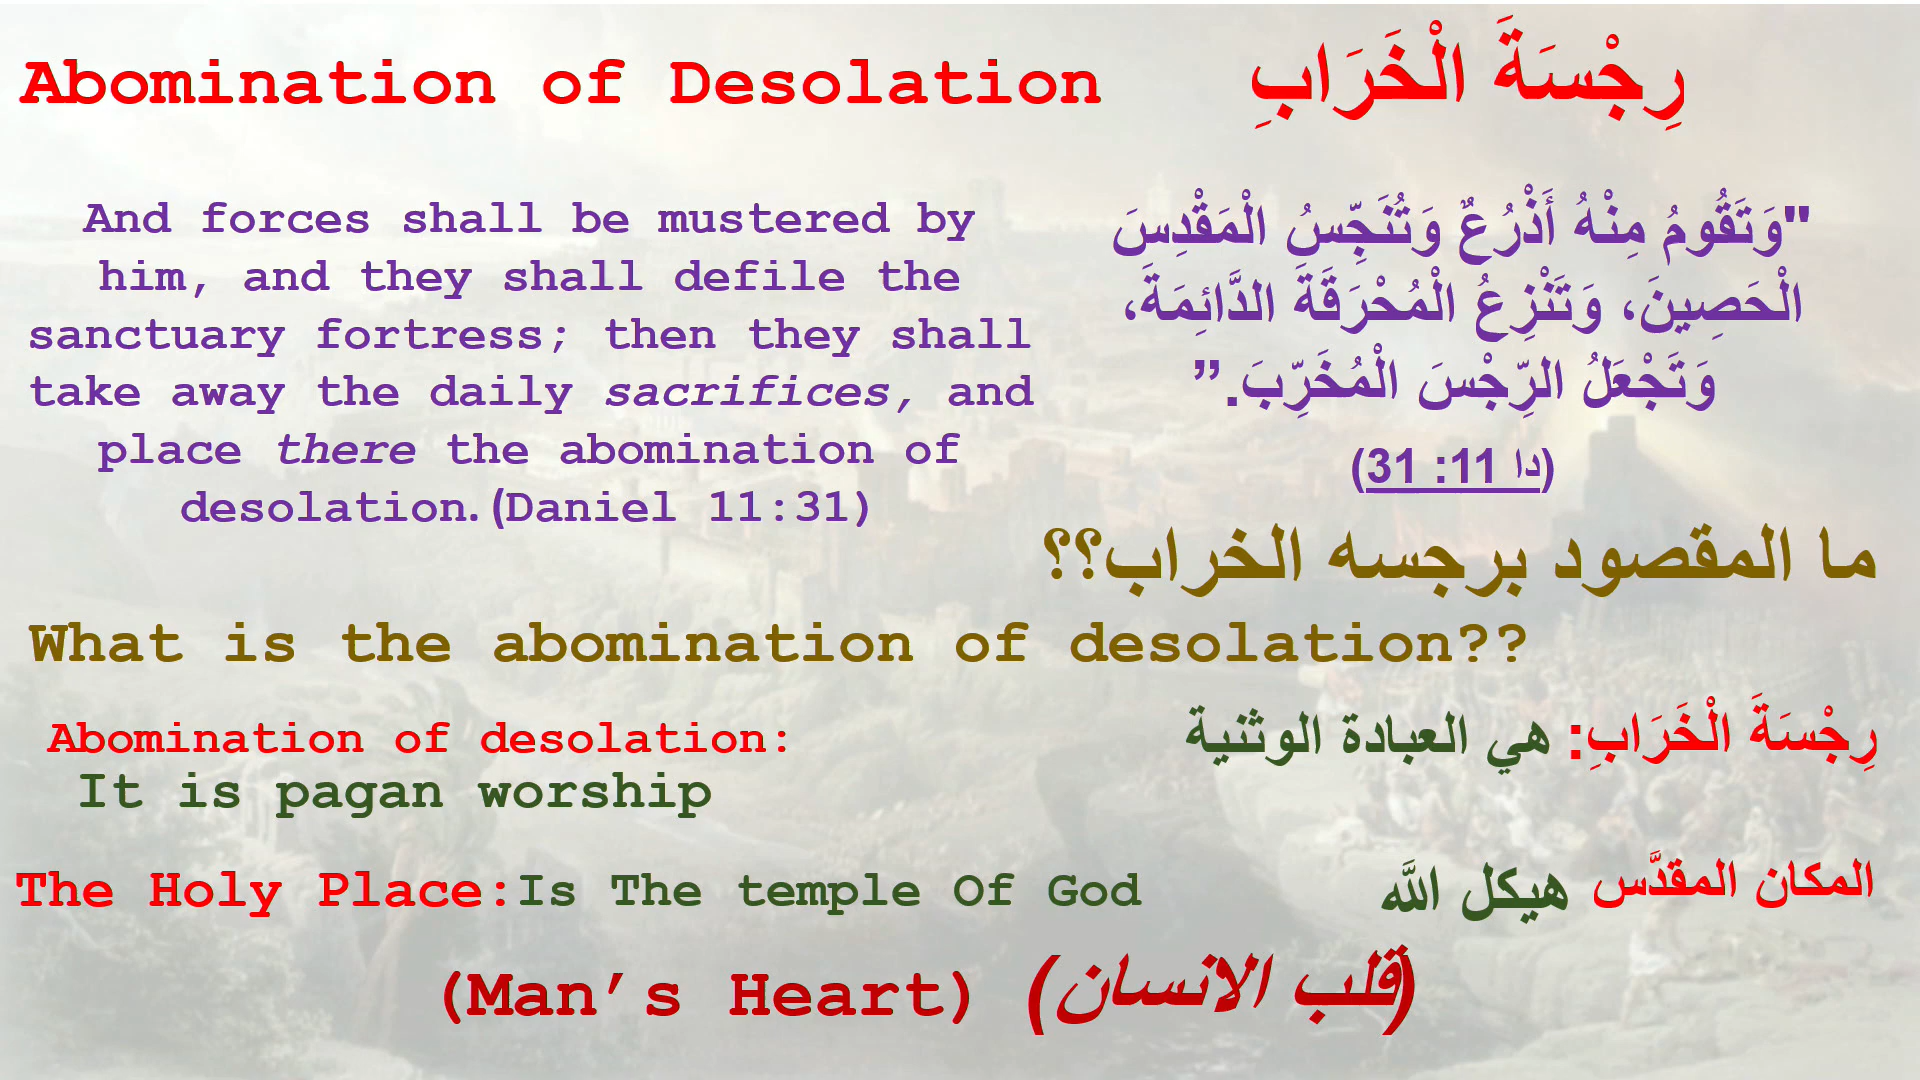 Abomination of Desolation
رِجْسَةَ الْخَرَابِ
And forces shall be mustered by
him, and they shall defile the
sanctuary fortress; then they shall
take away the daily sacrifices, and
place there the abomination of
desolation. (Daniel 11:31)
"وَتَقُومُ مِنْهُ أَذْرُعٌ وَتُنَجِّسُ الْمَقْدِسَ
الْحَصِينَ، وَتَنْزِعُ الْمُحْرَقَةَ الدَّائِمَةَ،
وَتَجْعَلُ الرِّجْسَ الْمُخَرِّبَ.”
(دا 11: 31)
ما المقصود برجسه الخراب؟؟
What is the abomination of desolation??
Abomination of desolation:
It is pagan worship
رِجْسَةَ الْخَرَابِ: هي العبادة الوثنية
The Holy Place:Is The temple Of God
المكان المقدَّس هيكل الله
(Man’s Heart) (قلب الانسان)